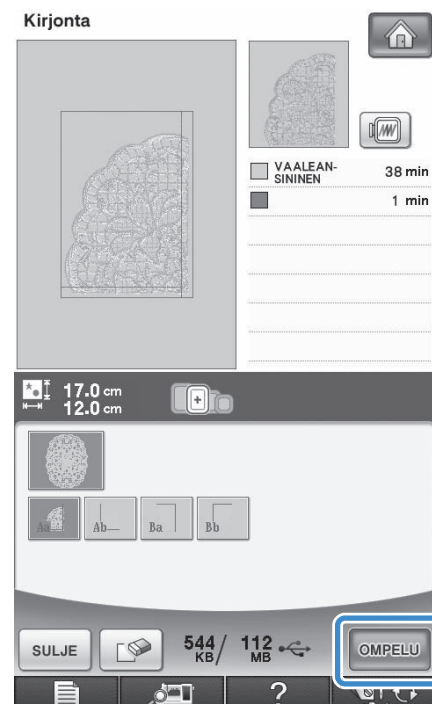 Kirjonta
VAALEAN-
SININEN
38 min
1 min
17.0 cm
12.0 cm
Aa
Ab
Ba
Bb
SULJE
544 KB/
112 MB
OMPELU
?